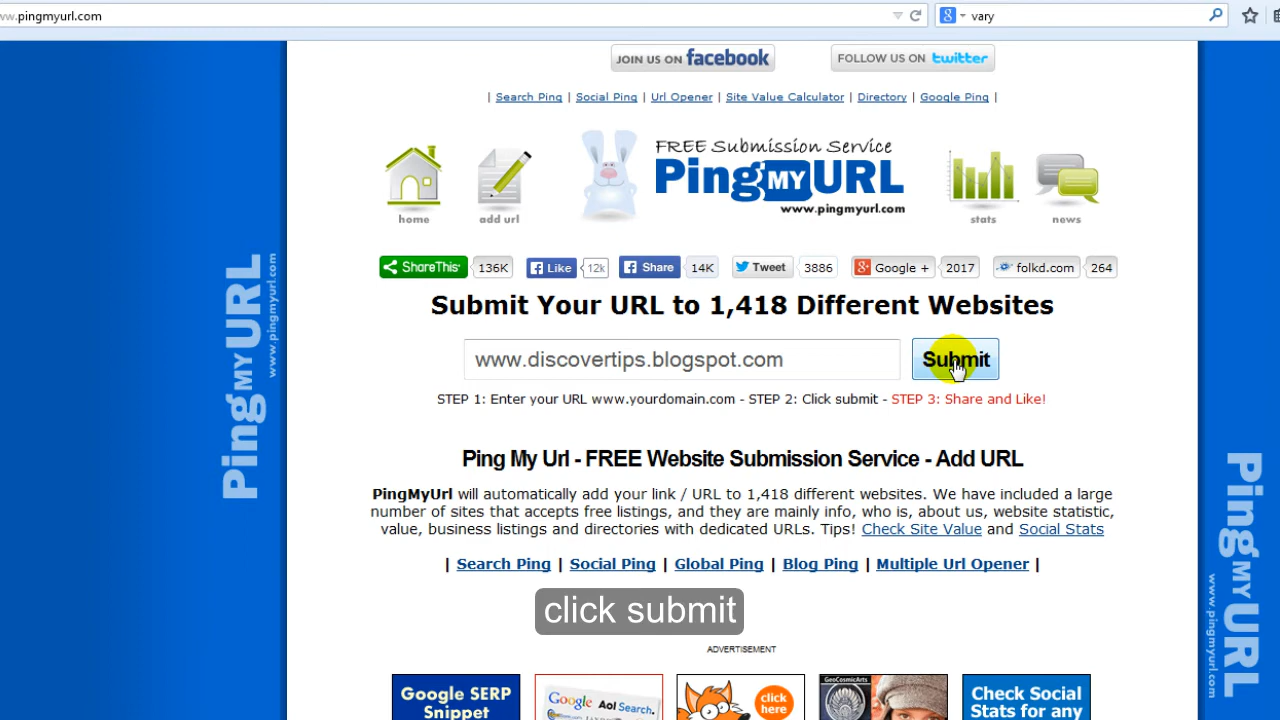 ww.pingmyurl.com
8 vary
JOIN US ON facebook
FOLLOW US ON twitter
| Search Ping | Social Ping | Url Opener | Site Value Calculator | Directory | Google Ping |
FREE Submission Service
PingMYURL
www.pingmyurl.com
home
add url
stats
news
ShareThis 136K Like 12k Share 14K Tweet 3886 Google + 2017 folkd.com 264
Submit Your URL to 1,418 Different Websites
www.discovertips.blogspot.com
Submit
STEP 1: Enter your URL www.yourdomain.com - STEP 2: Click submit - STEP 3: Share and Like!
Ping My Url - FREE Website Submission Service - Add URL
PingMyUrl will automatically add your link / URL to 1,418 different websites. We have included a large
number of sites that accepts free listings, and they are mainly info, who is, about us, website statistic,
value, business listings and directories with dedicated URLs. Tips! Check Site Value and Social Stats
| Search Ping | Social Ping | Global Ping | Blog Ping | Multiple Url Opener |
click submit
ADVERTISEMENT
Google SERP
Snippet
Google Aol Search.
click
here
GeoCosmicArts
Check Social
Stats for any
PingMYURL
www.pingmyurl.com
PingMYURL
www.pingmyurl.com